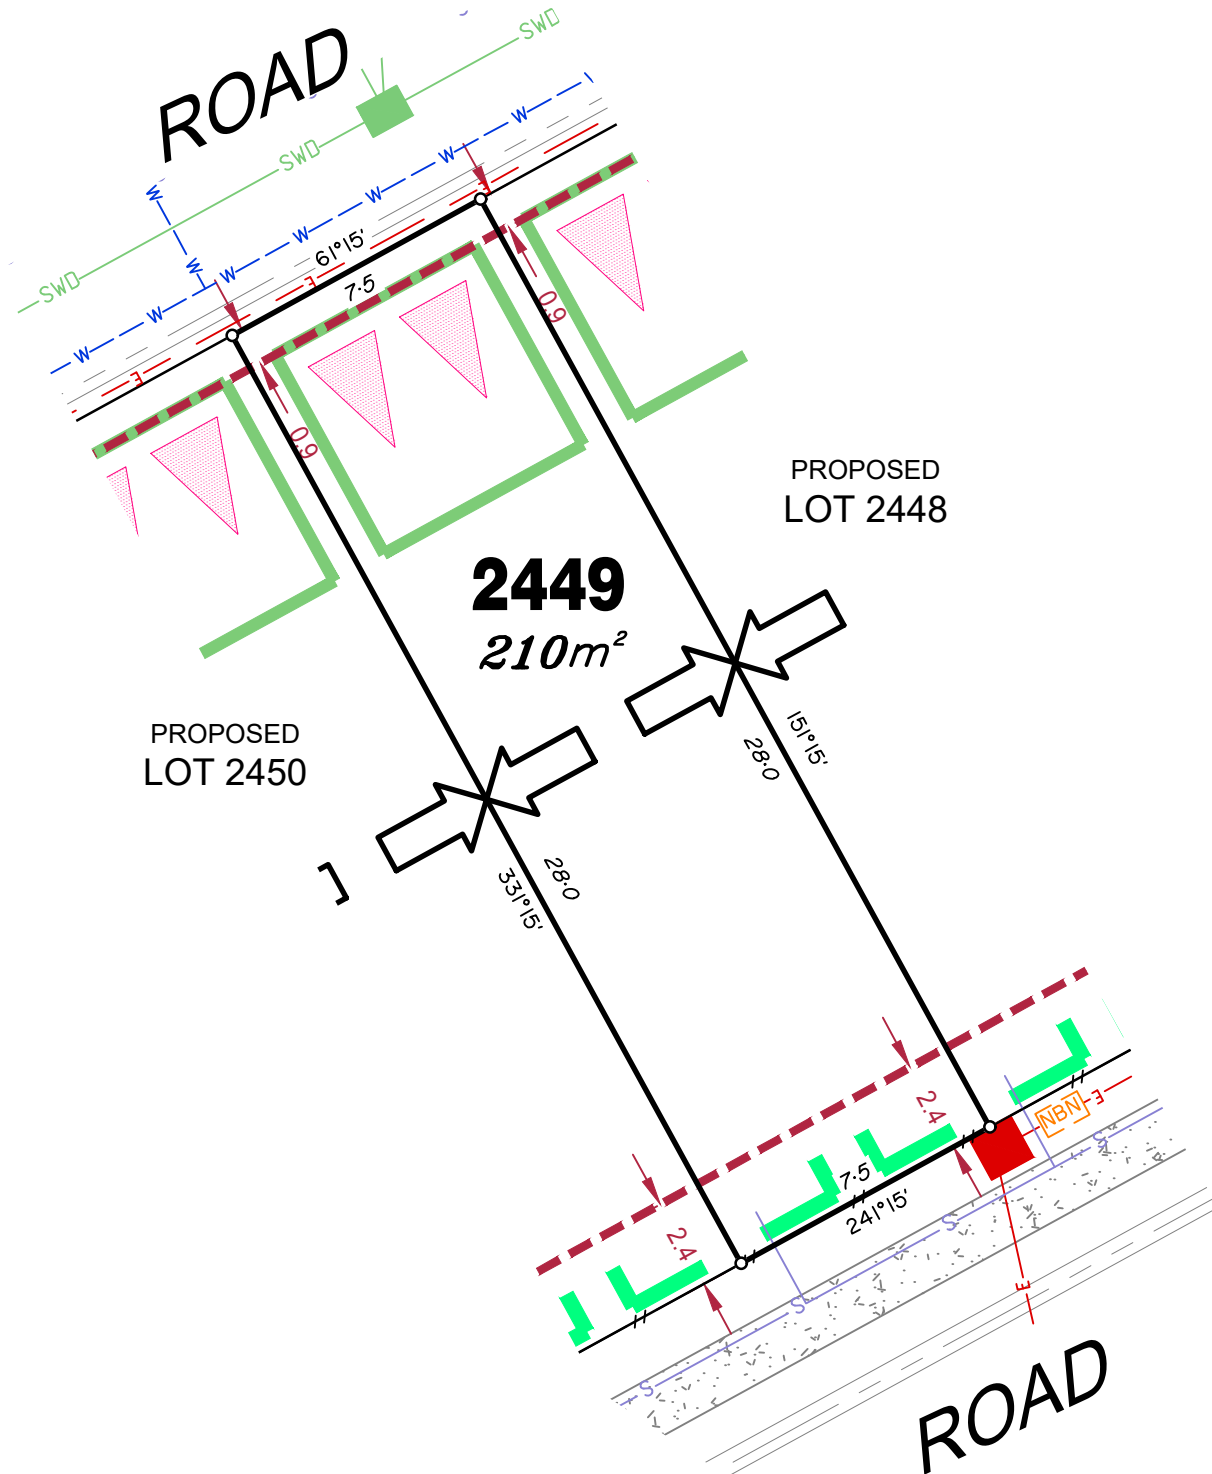 ROAD
SWD
SWD
SWD
W
W
W
W
W
W
W
W
E
E
E
61°15'
7·5
0.9
0.9
PROPOSED
LOT 2448
2449
210m²
PROPOSED
LOT 2450
151°15'
28·0
28·0
331°15'
]
2.4
2.4
7·5
241°15'
NBN
E
E
S
S
S
S
ROAD